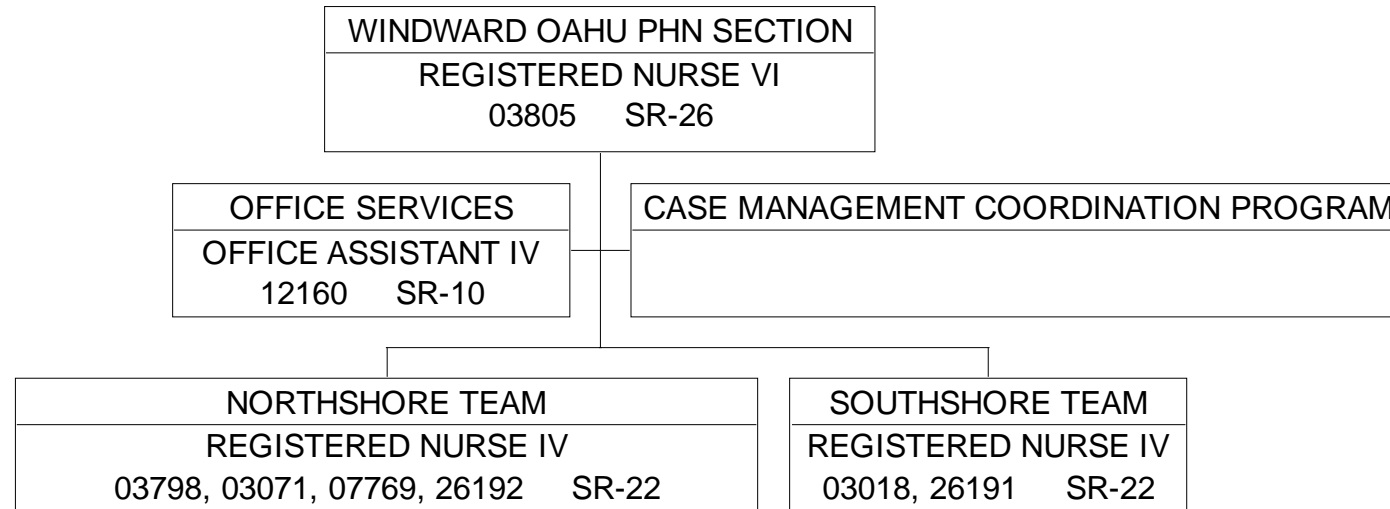 WINDWARD OAHU PHN SECTION
REGISTERED NURSE VI
03805 SR-26
OFFICE SERVICES
OFFICE ASSISTANT IV
12160 SR-10
CASE MANAGEMENT COORDINATION PROGRAM
NORTHSHORE TEAM
REGISTERED NURSE IV
03798, 03071, 07769, 26192 SR-22
SOUTHSHORE TEAM
REGISTERED NURSE IV
03018, 26191 SR-22